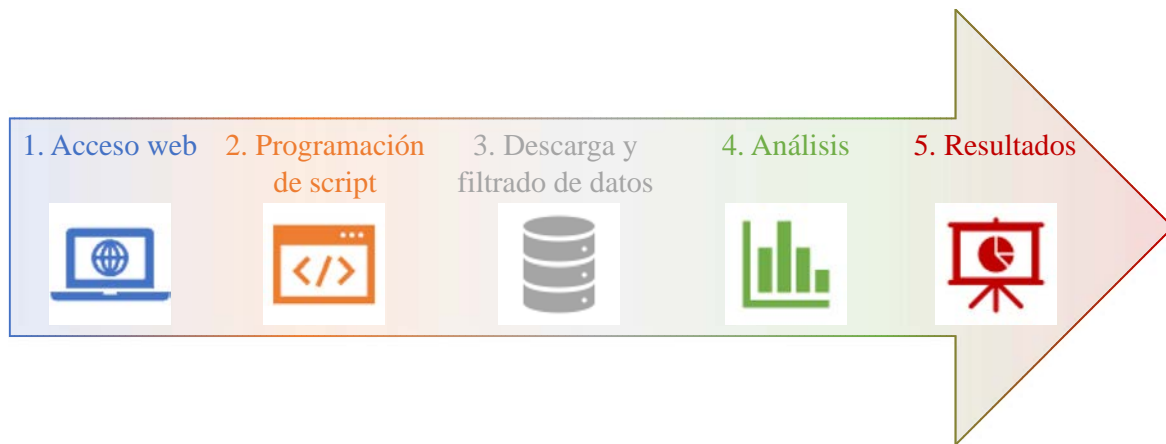 1. Acceso web
2. Programación
de script
3. Descarga y
filtrado de datos
4. Análisis
5. Resultados